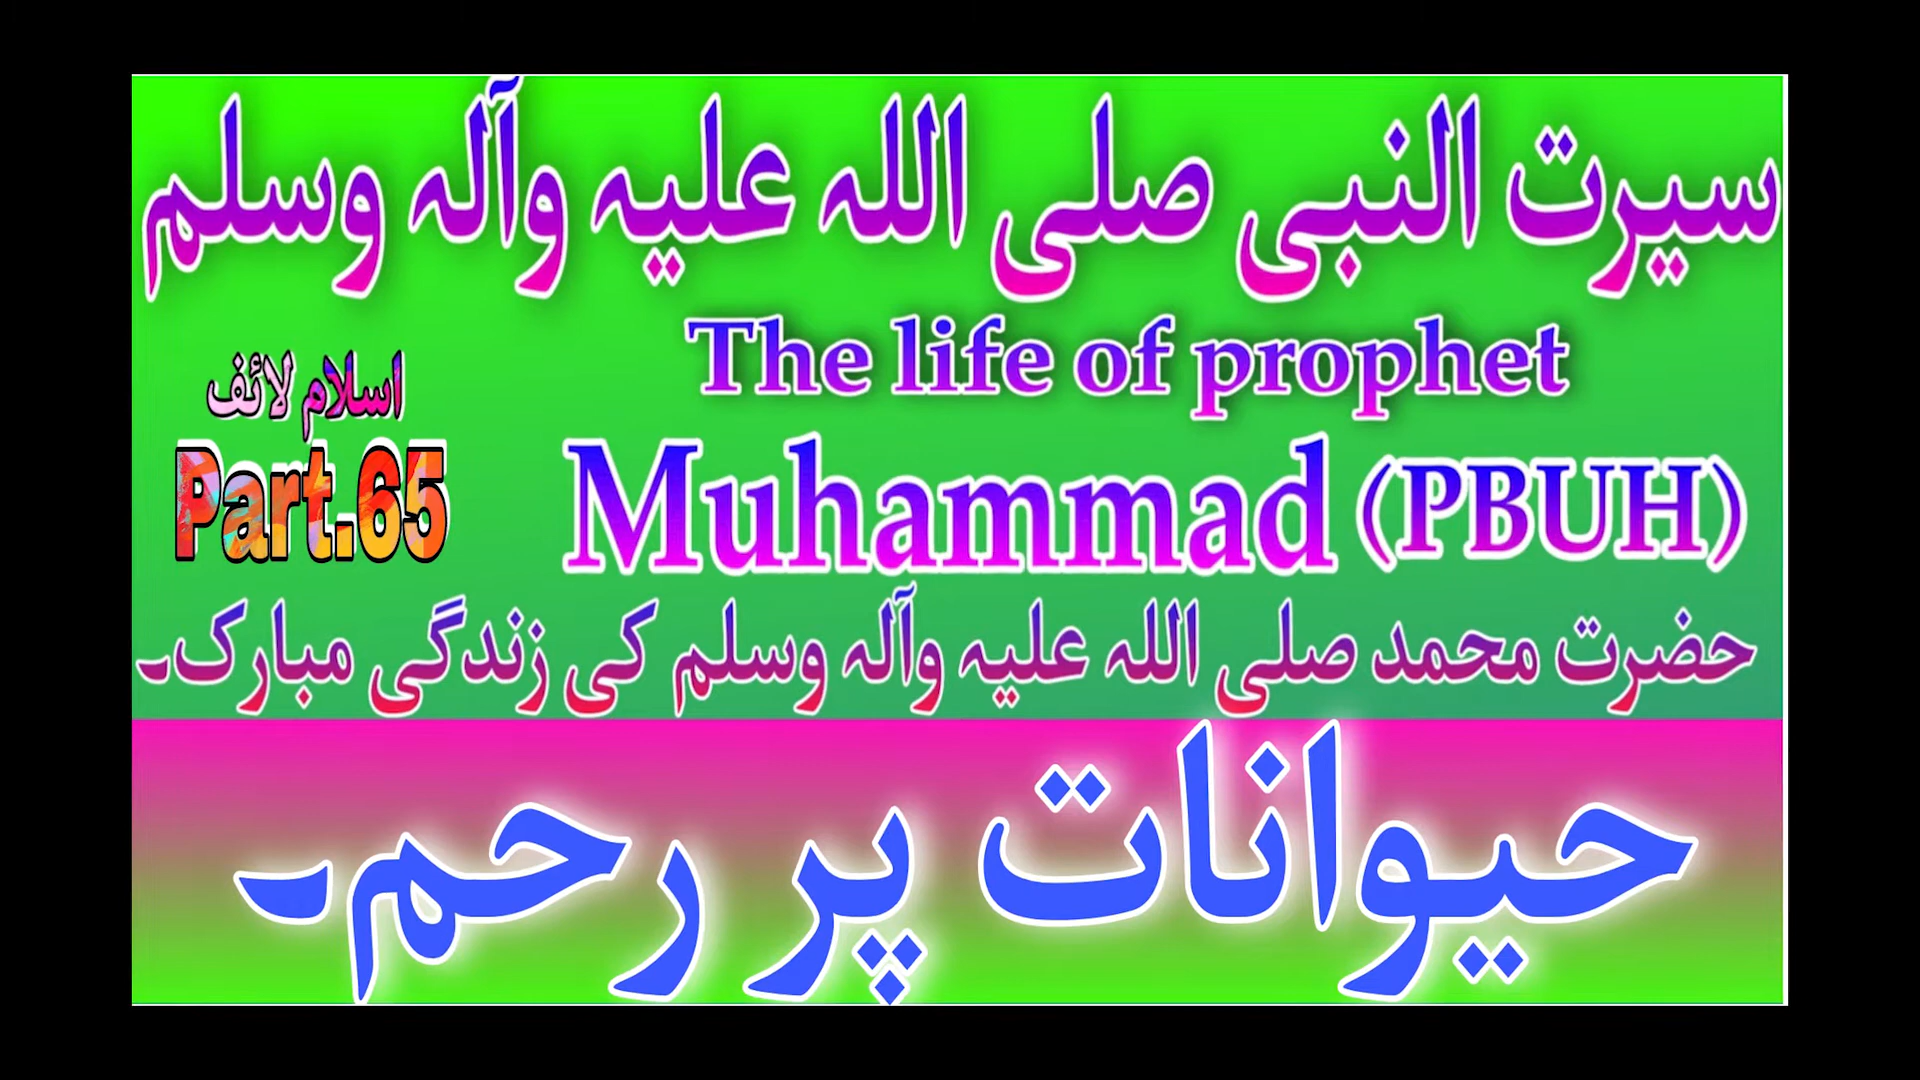 سیرت النبی صلی اللہ علیہ وآلہ وسلم
The life of prophet
Muhammad (PBUH)
اسلام لائف
Part.65
حضرت محمد صلی اللہ علیہ وآلہ وسلم کی زندگی مبارک۔
حیوانات پر رحم۔